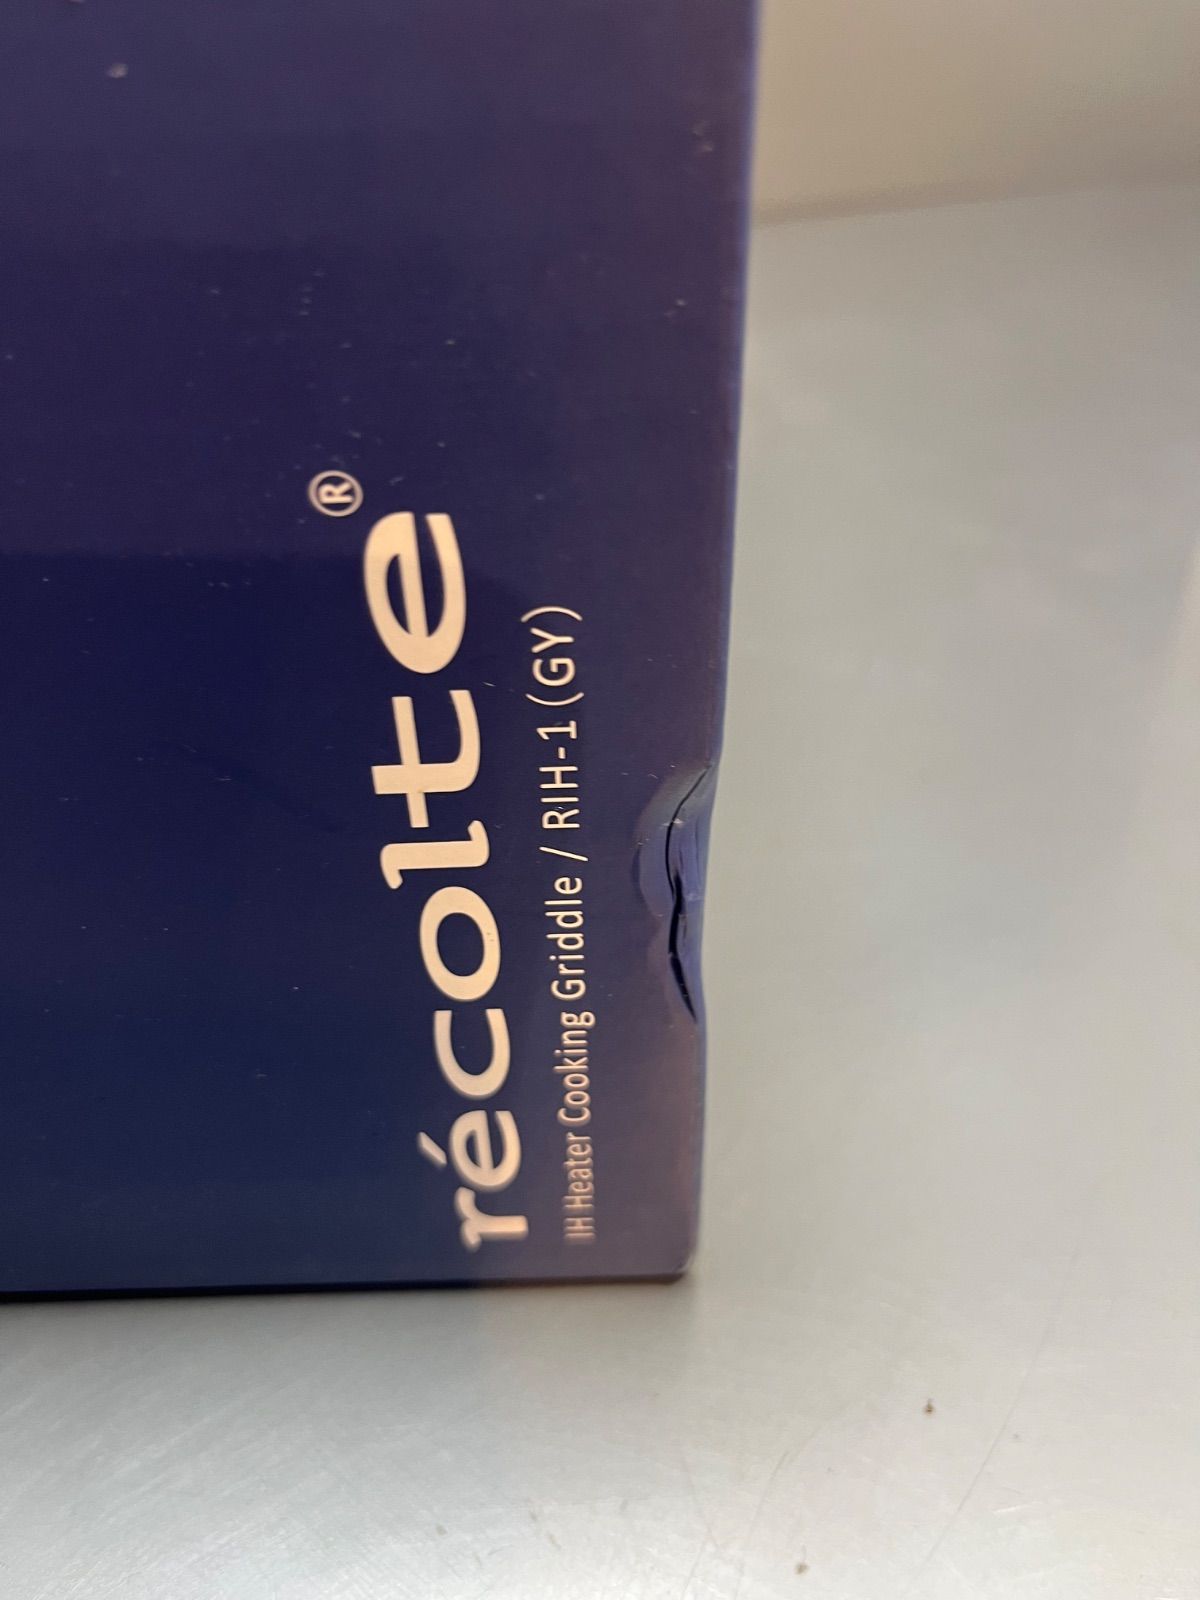 récolte®
IH Heater Cooking Griddle / RIH-1 (GY)